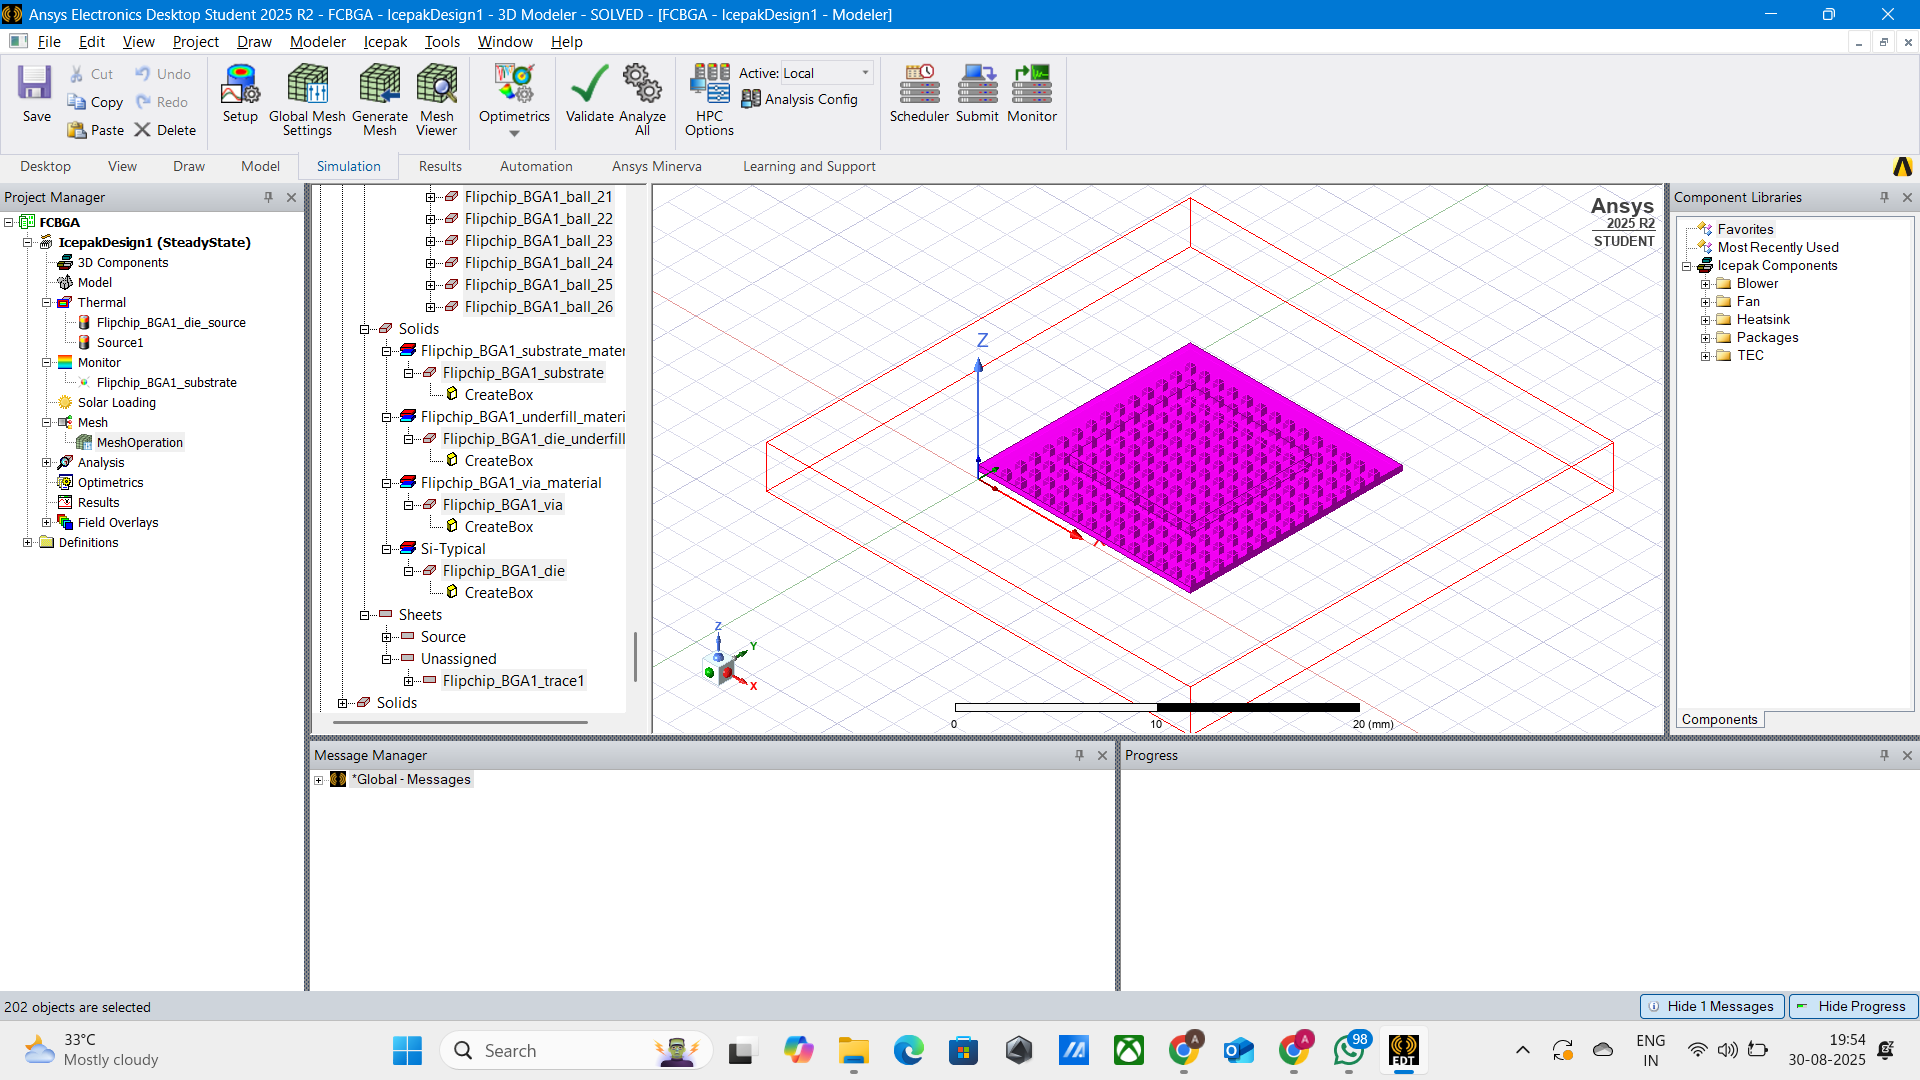 Ansys Electronics Desktop Student 2025 R2 - FCBGA - IcepakDesign1 - 3D Modeler - SOLVED - [FCBGA - IcepakDesign1 - Modeler]
File Edit View Project Draw Modeler Icepak Tools Window Help
Save
Cut
Copy
Paste
Undo
Redo
Delete
Setup
Global Mesh
Settings
Generate
Mesh
Mesh
Viewer
Optimetrics
Validate
Analyze
All
HPC
Options
Active: Local
Analysis Config
Scheduler
Submit
Monitor
Desktop View Draw Model Simulation Results Automation Ansys Minerva Learning and Support
Project Manager
FCBGA
IcepakDesign1 (SteadyState)
3D Components
Model
Thermal
Flipchip_BGA1_die_source
Source1
Monitor
Flipchip_BGA1_substrate
Solar Loading
Mesh
MeshOperation
Analysis
Optimetrics
Results
Field Overlays
Definitions
Flipchip_BGA1_ball_21
Flipchip_BGA1_ball_22
Flipchip_BGA1_ball_23
Flipchip_BGA1_ball_24
Flipchip_BGA1_ball_25
Flipchip_BGA1_ball_26
Solids
Flipchip_BGA1_substrate_mater
Flipchip_BGA1_substrate
CreateBox
Flipchip_BGA1_underfill_materi
Flipchip_BGA1_die_underfill
CreateBox
Flipchip_BGA1_via_material
Flipchip_BGA1_via
CreateBox
Si-Typical
Flipchip_BGA1_die
CreateBox
Sheets
Source
Unassigned
Flipchip_BGA1_trace1
Solids
Ansys
2025 R2
STUDENT
Z
Z
Y
X
0 10 20 (mm)
Component Libraries
Favorites
Most Recently Used
Icepak Components
Blower
Fan
Heatsink
Packages
TEC
Components
Message Manager
*Global - Messages
Progress
202 objects are selected
Hide 1 Messages
Hide Progress
33°C
Mostly cloudy
Search
A
A
98
EDT
ENG
IN
19:54
30-08-2025